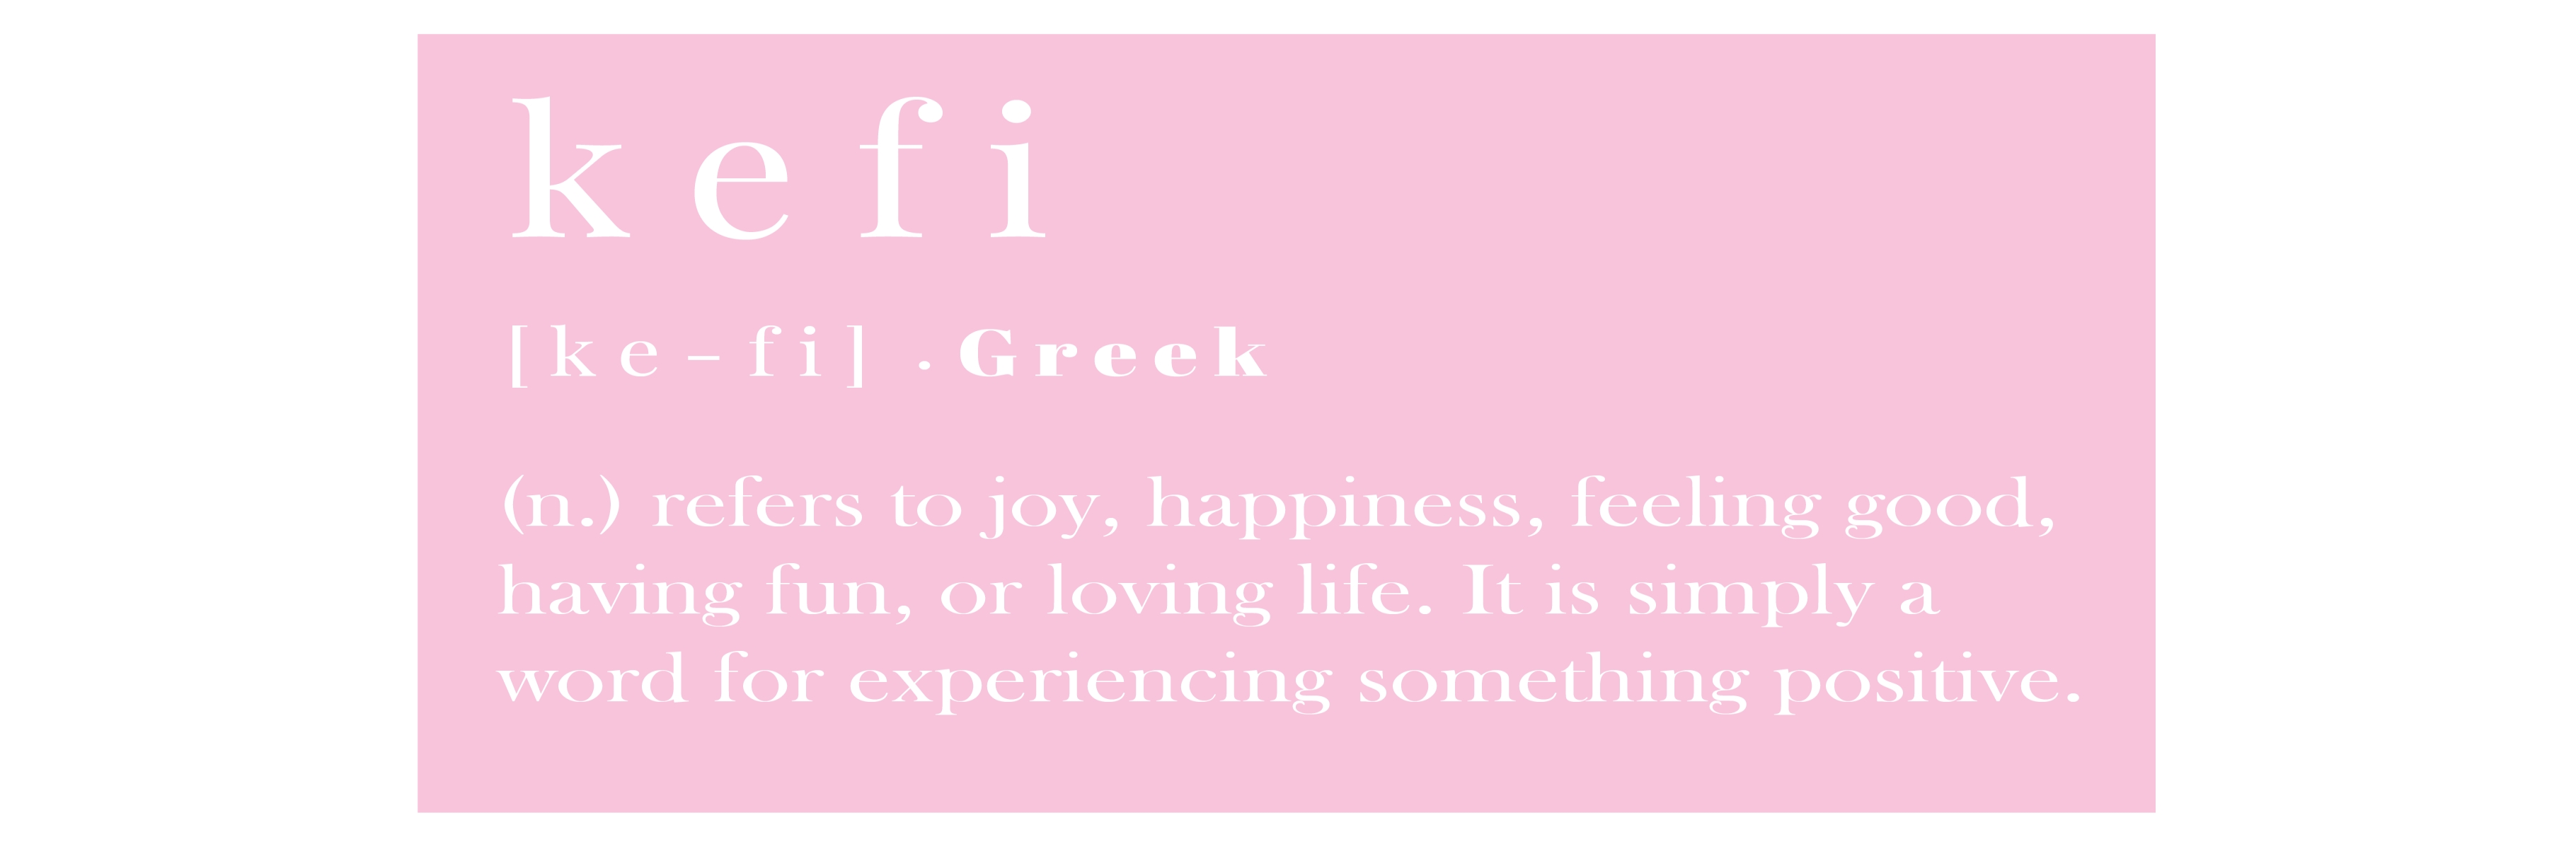 kefi
[ke-fi] .Greek
(n.) refers to joy, happiness, feeling good,
having fun, or loving life. It is simply a
word for experiencing something positive.